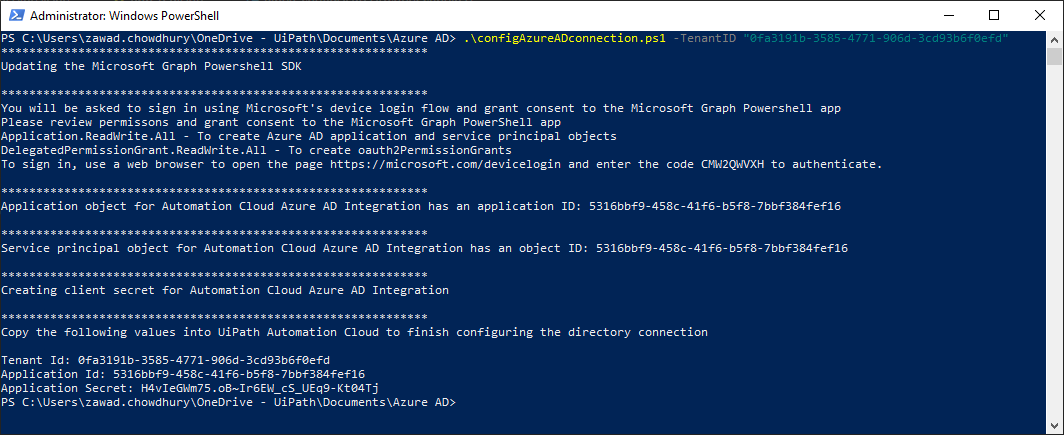 Administrator: Windows PowerShell
PS C:\Users\zawad.chowdhury\OneDrive - UiPath\Documents\Azure AD> .\configAzureADconnection.ps1 -TenantID "0fa3191b-3585-4771-906d-3cd93b6f0efd"
*************************************************************
Updating the Microsoft Graph Powershell SDK
*************************************************************
You will be asked to sign in using Microsoft's device login flow and grant consent to the Microsoft Graph Powershell app
Please review permissons and grant consent to the Microsoft Graph PowerShell app
Application.ReadWrite.All - To create Azure AD application and service principal objects
DelegatedPermissionGrant.ReadWrite.All - To create oauth2PermissionGrants
To sign in, use a web browser to open the page https://microsoft.com/devicelogin and enter the code CMW2QWVXH to authenticate.
*************************************************************
Application object for Automation Cloud Azure AD Integration has an application ID: 5316bbf9-458c-41f6-b5f8-7bbf384fef16
*************************************************************
Service principal object for Automation Cloud Azure AD Integration has an object ID: 5316bbf9-458c-41f6-b5f8-7bbf384fef16
*************************************************************
Creating client secret for Automation Cloud Azure AD Integration
*************************************************************
Copy the following values into UiPath Automation Cloud to finish configuring the directory connection
Tenant Id: 0fa3191b-3585-4771-906d-3cd93b6f0efd
Application Id: 5316bbf9-458c-41f6-b5f8-7bbf384fef16
Application Secret: H4vIeGWm75.oB~Ir6EW_cS_UEq9-Kt04Tj
PS C:\Users\zawad.chowdhury\OneDrive - UiPath\Documents\Azure AD>